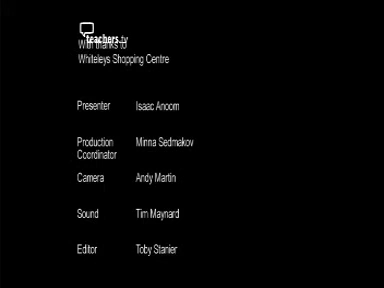 teachers.tv
With thanks to
Whiteleys Shopping Centre
Presenter Isaac Anoom
Production Minna Sedmakov
Coordinator
Camera Andy Martin
Sound Tim Maynard
Editor Toby Stanier